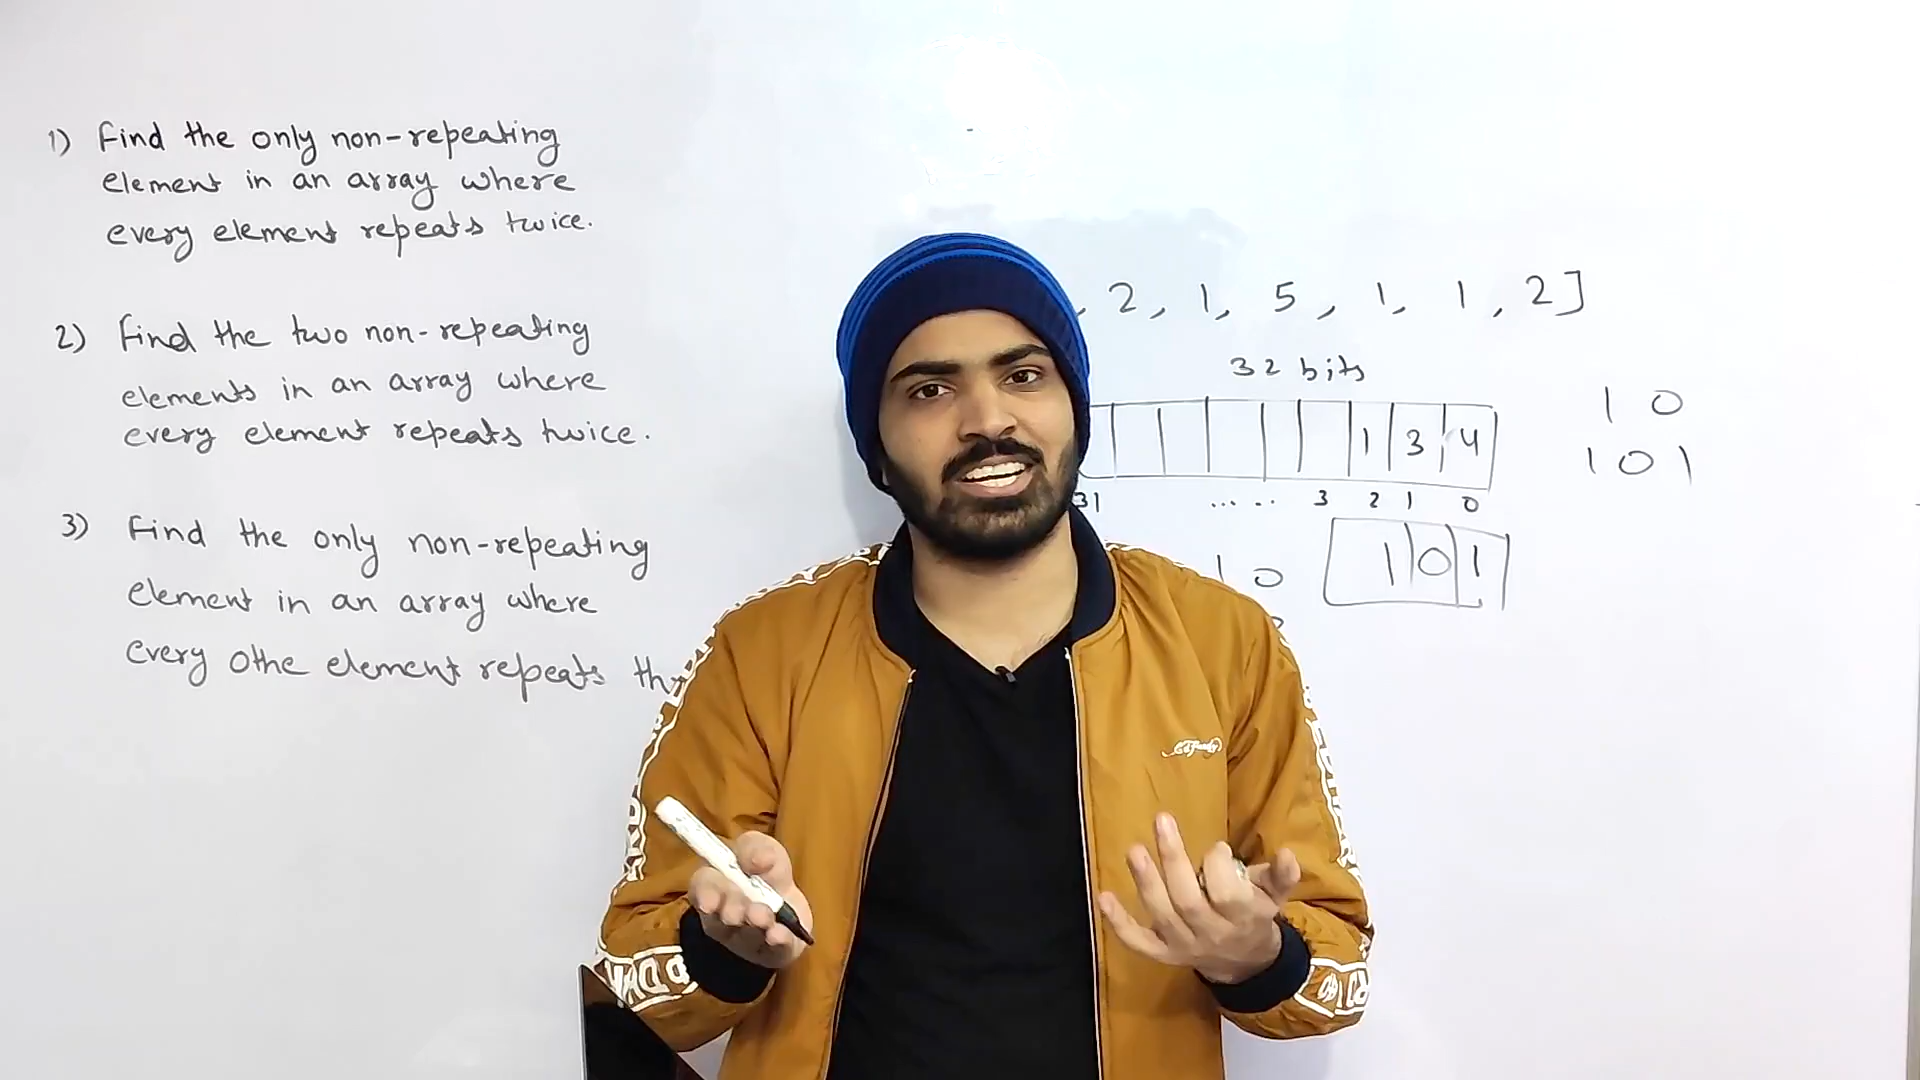 1) Find the only non-repeating
element in an array where
every element repeats twice.
2) Find the two non-repeating
elements in an array where
every element repeats twice.
3) Find the only non-repeating
element in an array where
every othe element repeats
, 2, 1, 5, 1, 1, 2]
32 bits
1 3 4
31 ...... 3 2 1 0
1 0
1 0 1
1 0
1 0 1